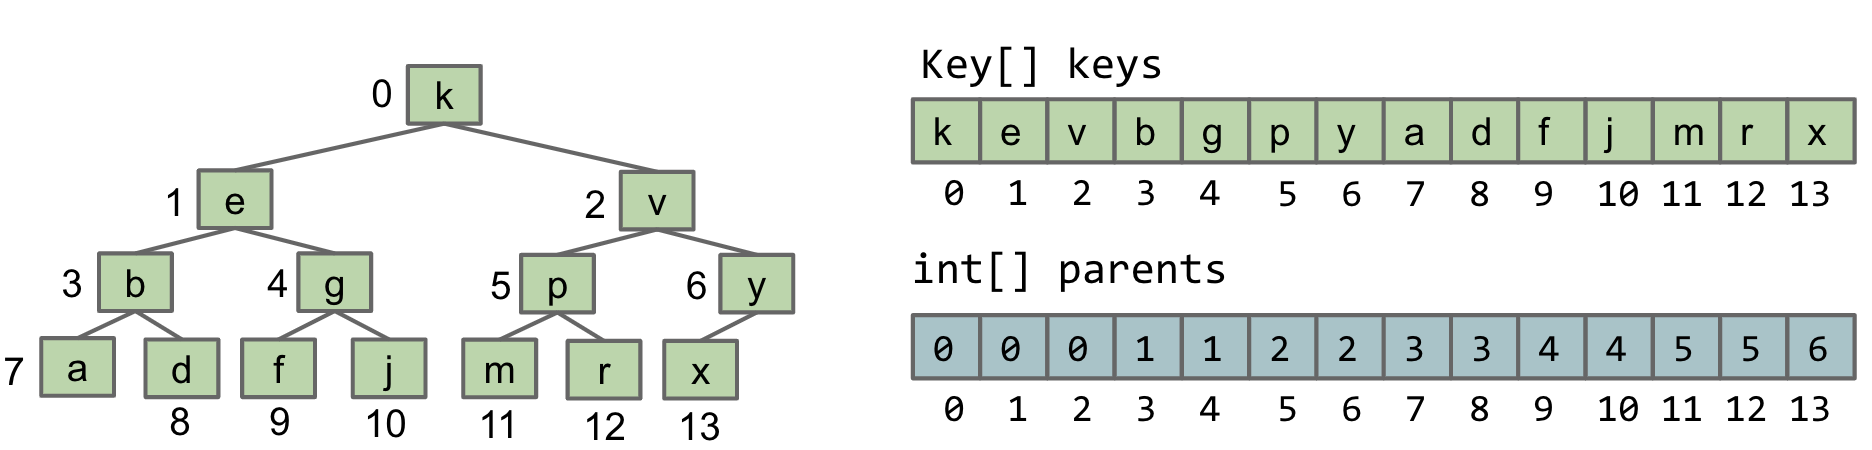 0 k
1 e 2 v
3 b 4 g 5 p 6 y
7 a d f j m r x
8 9 10 11 12 13
Key[] keys
k e v b g p y a d f j m r x
0 1 2 3 4 5 6 7 8 9 10 11 12 13
int[] parents
0 0 0 1 1 2 2 3 3 4 4 5 5 6
0 1 2 3 4 5 6 7 8 9 10 11 12 13